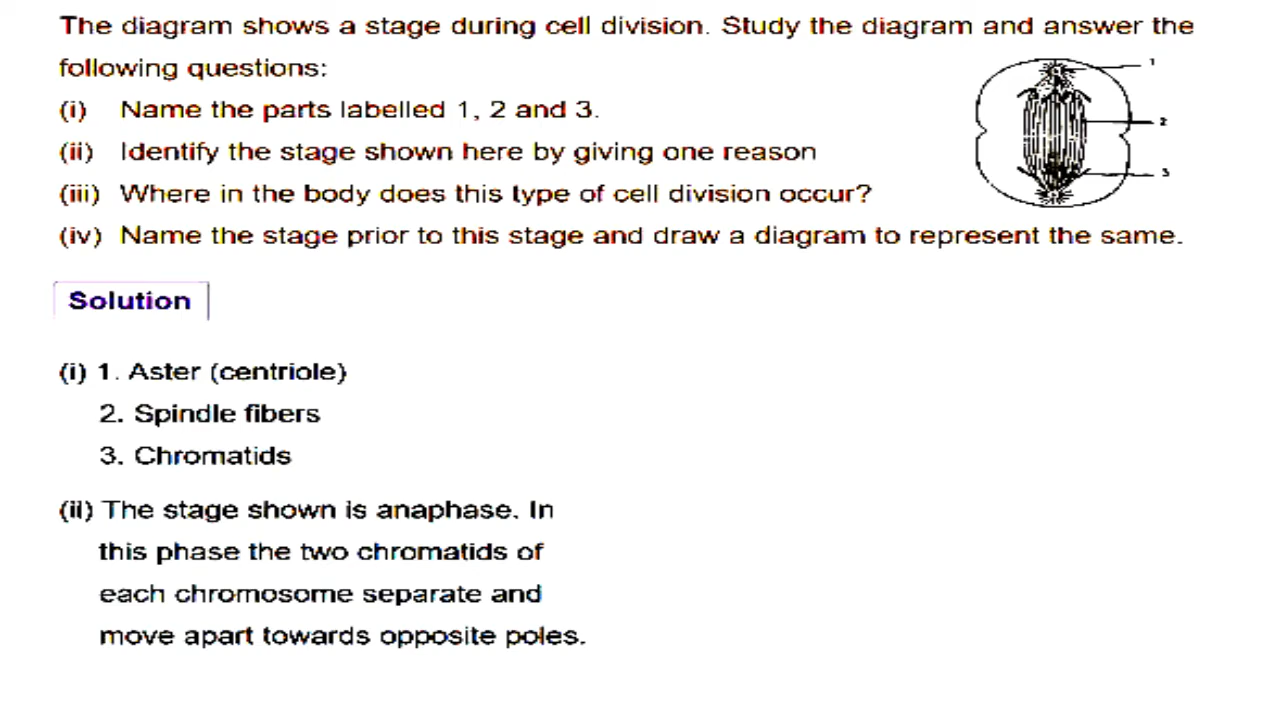 The diagram shows a stage during cell division. Study the diagram and answer the
following questions:
(i) Name the parts labelled 1, 2 and 3.
(ii) Identify the stage shown here by giving one reason
(iii) Where in the body does this type of cell division occur?
(iv) Name the stage prior to this stage and draw a diagram to represent the same.
1
2
3
Solution
(i) 1. Aster (centriole)
2. Spindle fibers
3. Chromatids
(ii) The stage shown is anaphase. In
this phase the two chromatids of
each chromosome separate and
move apart towards opposite poles.